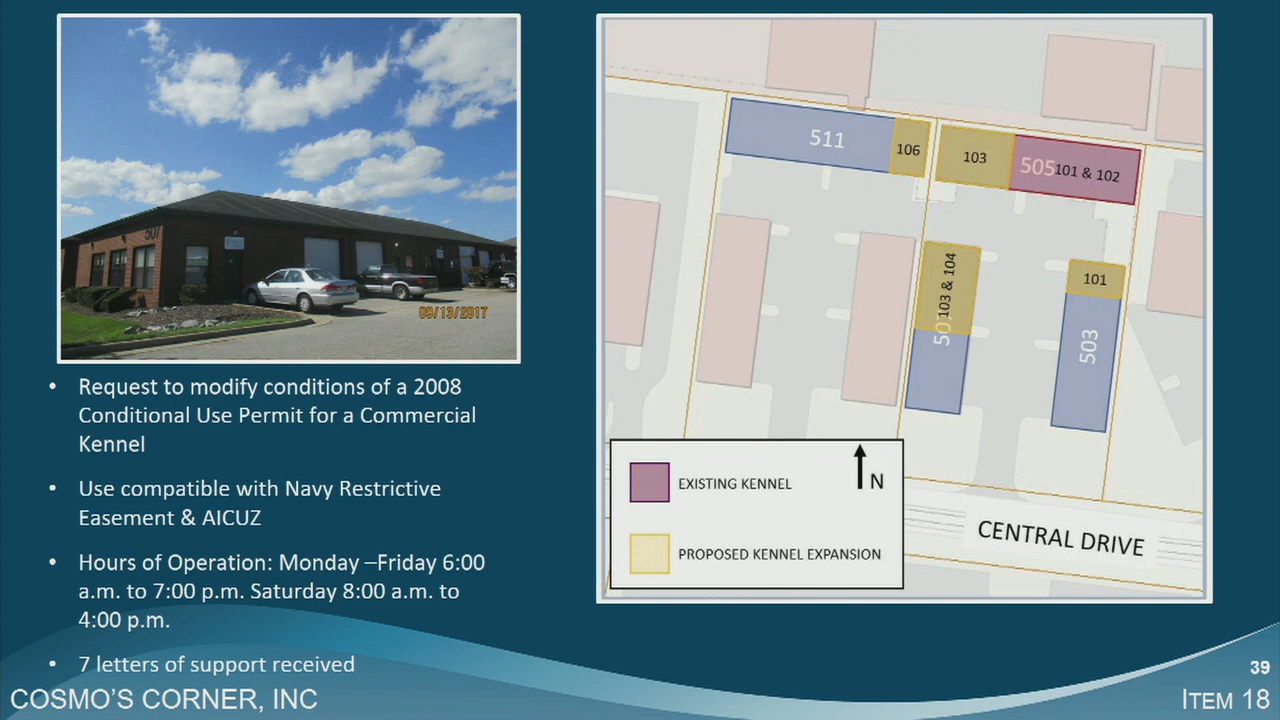 507
09/13/2017
• Request to modify conditions of a 2008
Conditional Use Permit for a Commercial
Kennel
• Use compatible with Navy Restrictive
Easement & AICUZ
• Hours of Operation: Monday –Friday 6:00
a.m. to 7:00 p.m. Saturday 8:00 a.m. to
4:00 p.m.
• 7 letters of support received
511
106
103
505
101 & 102
103 & 104
101
503
EXISTING KENNEL
N
PROPOSED KENNEL EXPANSION
CENTRAL DRIVE
39
COSMO'S CORNER, INC
ITEM 18